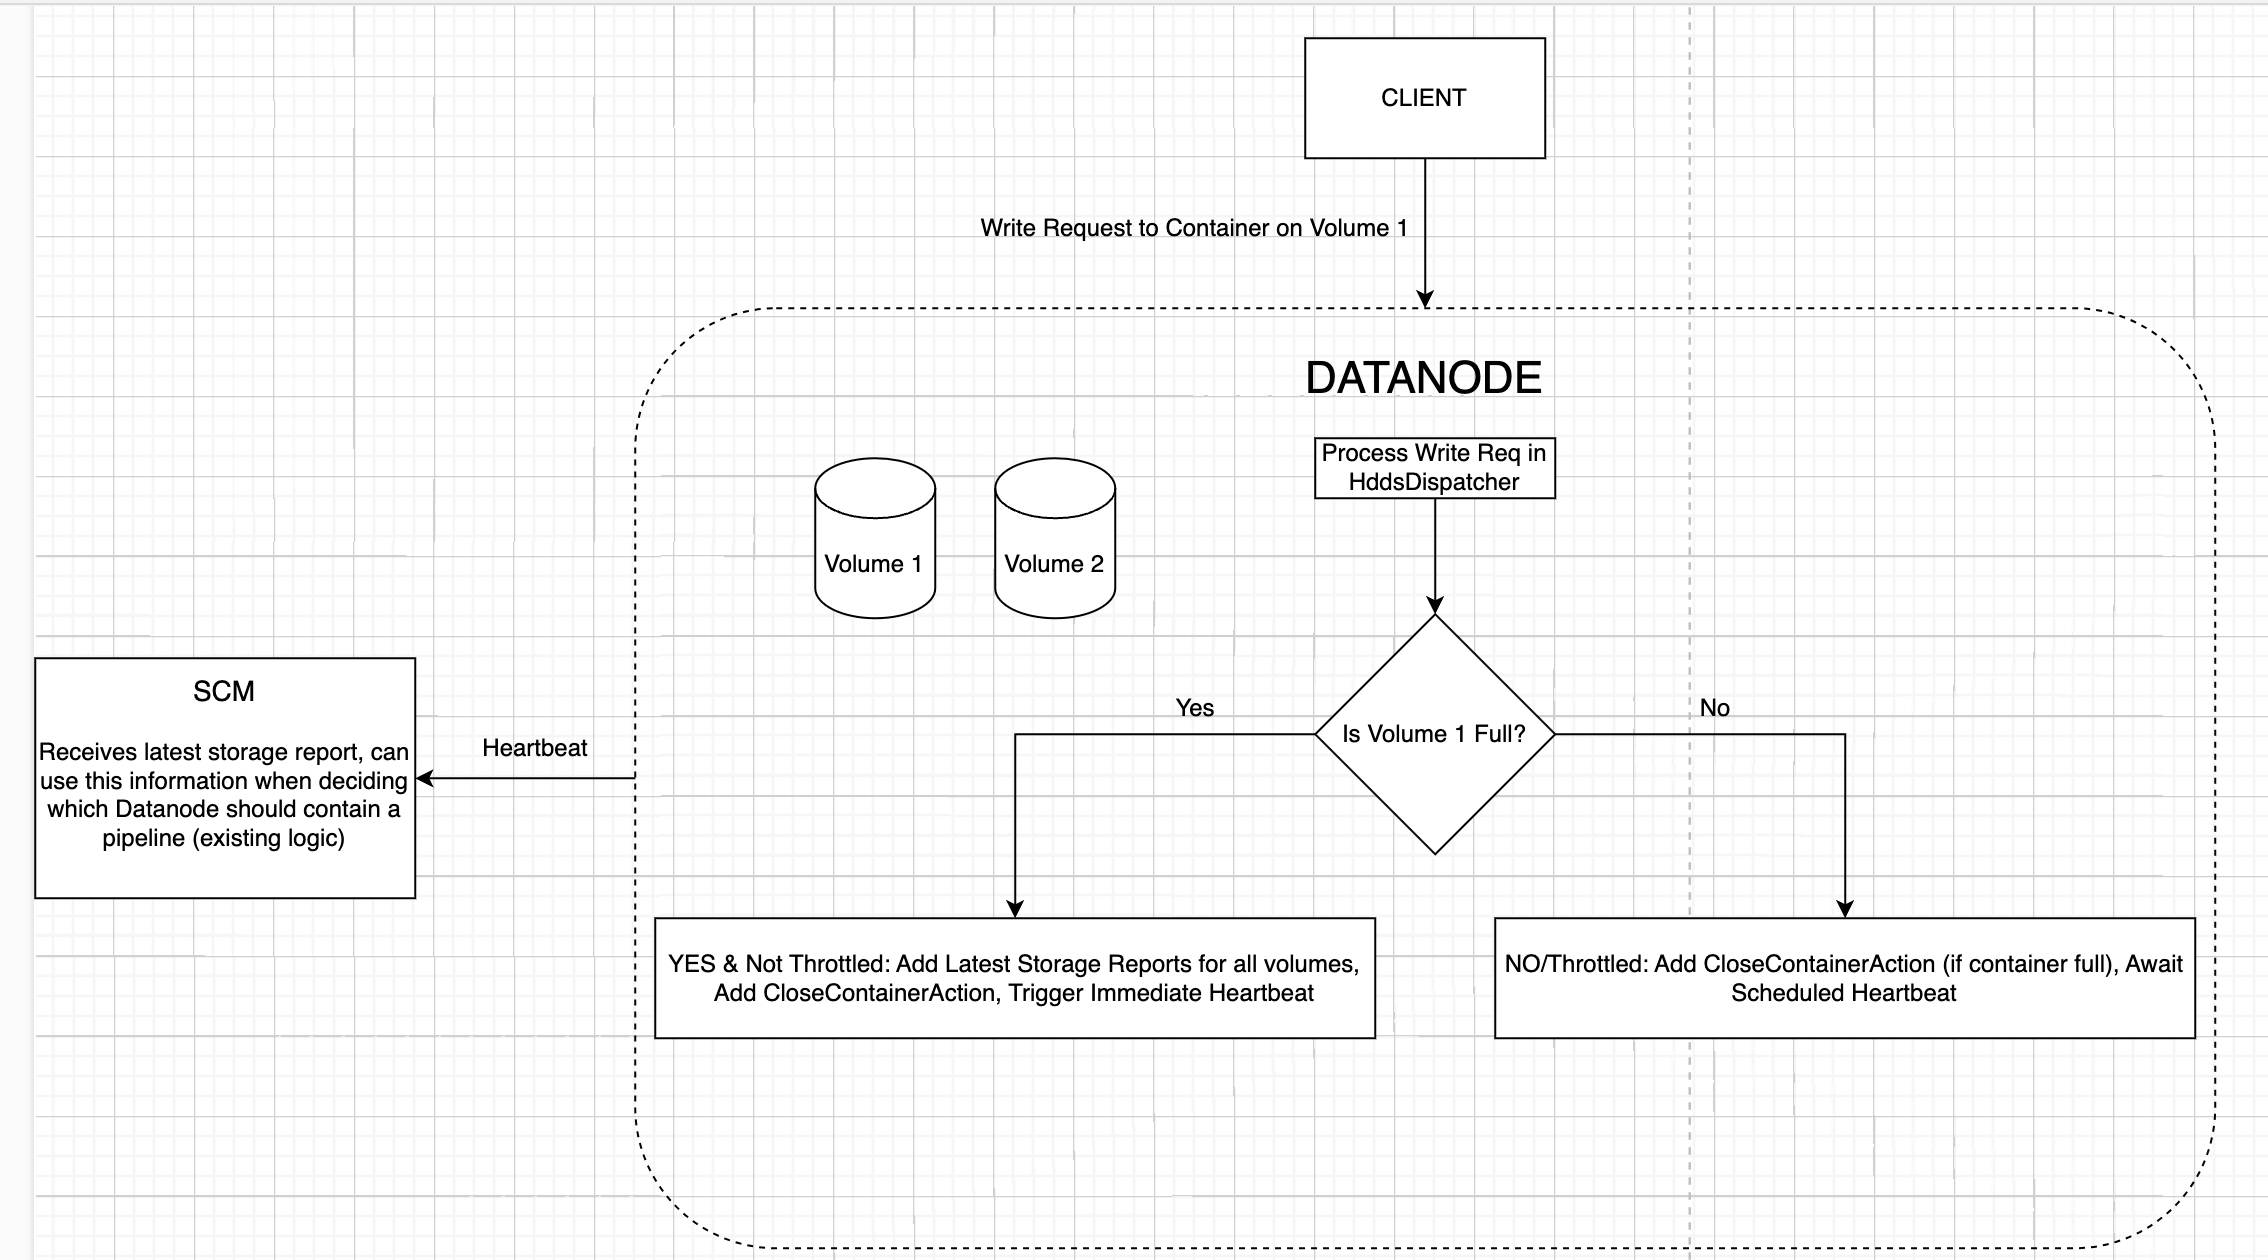 CLIENT
Write Request to Container on Volume 1
DATANODE
Process Write Req in
HddsDispatcher
Volume 1
Volume 2
Is Volume 1 Full?
Yes
No
SCM
Receives latest storage report, can
use this information when deciding
which Datanode should contain a
pipeline (existing logic)
Heartbeat
YES & Not Throttled: Add Latest Storage Reports for all volumes,
Add CloseContainerAction, Trigger Immediate Heartbeat
NO/Throttled: Add CloseContainerAction (if container full), Await
Scheduled Heartbeat